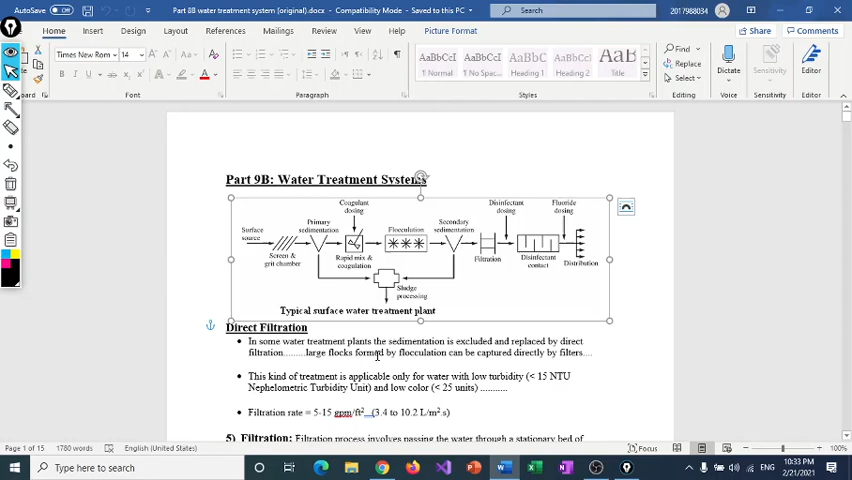 AutoSave
Off
Part 8B water treatment system (original).docx - Compatibility Mode - Saved to this PC
Search
2017988034
Home
Insert
Design
Layout
References
Mailings
Review
View
Help
Picture Format
Share
Comments
Times New Rom
14
AaBbCcI
AaBbCcI
AaBbC
AaBbCcI
AaB
1 Normal
1 No Spac...
Heading 1
Heading 2
Title
Find
Replace
Select
Dictate
Sensitivity
Editor
Font
Paragraph
Styles
Editing
Voice
Sensitivity
Editor
Part 9B: Water Treatment Systems
Coagulant
dosing
Disinfectant
dosing
Fluoride
dosing
Surface
source
Primary
sedimentation
Flocculation
Secondary
sedimentation
Screen &
grit chamber
Rapid mix &
coagulation
Filtration
Disinfectant
contact
Distribution
Sludge
processing
Typical surface water treatment plant
Direct Filtration
• In some water treatment plants the sedimentation is excluded and replaced by direct
filtration.........large flocks formed by flocculation can be captured directly by filters....
• This kind of treatment is applicable only for water with low turbidity (< 15 NTU
Nephelometric Turbidity Unit) and low color (< 25 units) ...........
• Filtration rate = 5-15 gpm/ft² (3.4 to 10.2 L/m².s)
5) Filtration: Filtration process involves passing the water through a stationary bed of
Page 1 of 15
1780 words
English (United States)
Focus
100%
Type here to search
ENG
10:33 PM
2/21/2021